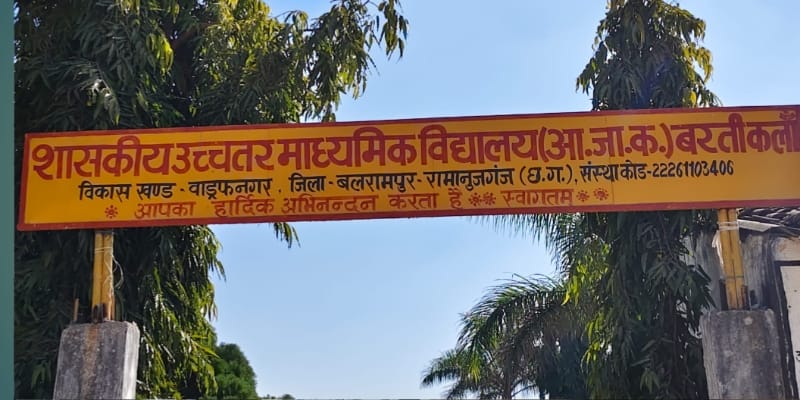 शासकीय उच्चतर माध्यमिक विद्यालय (आ.जा.क.) बरतीकलाँ
विकास खण्ड - वाड्रफनगर, जिला - बलरामपुर - रामानुजगंज (छ.ग.), संस्था कोड - 22261103406
आपका हार्दिक अभिनन्दन करता है स्वागतम